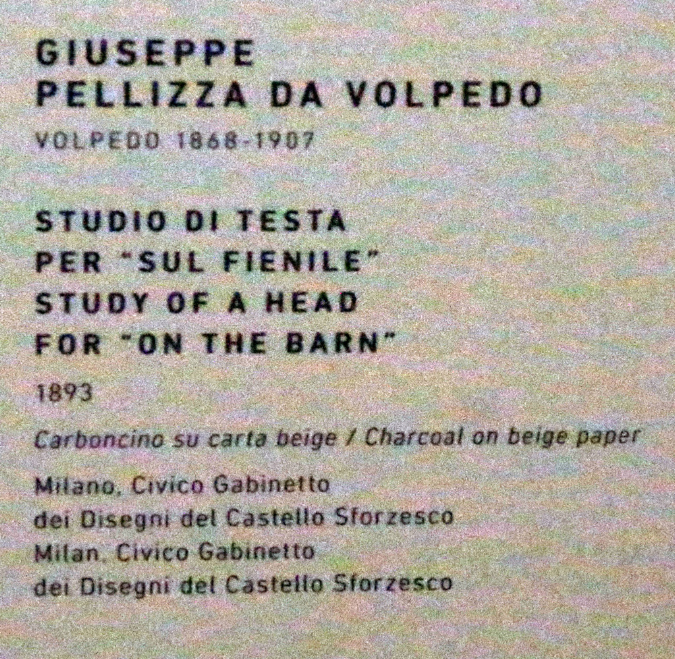 GIUSEPPE
PELLIZZA DA VOLPEDO
VOLPEDO 1868-1907
STUDIO DI TESTA
PER "SUL FIENILE"
STUDY OF A HEAD
FOR "ON THE BARN"
1893
Carboncino su carta beige / Charcoal on beige paper
Milano, Civico Gabinetto
dei Disegni del Castello Sforzesco
Milan, Civico Gabinetto
dei Disegni del Castello Sforzesco